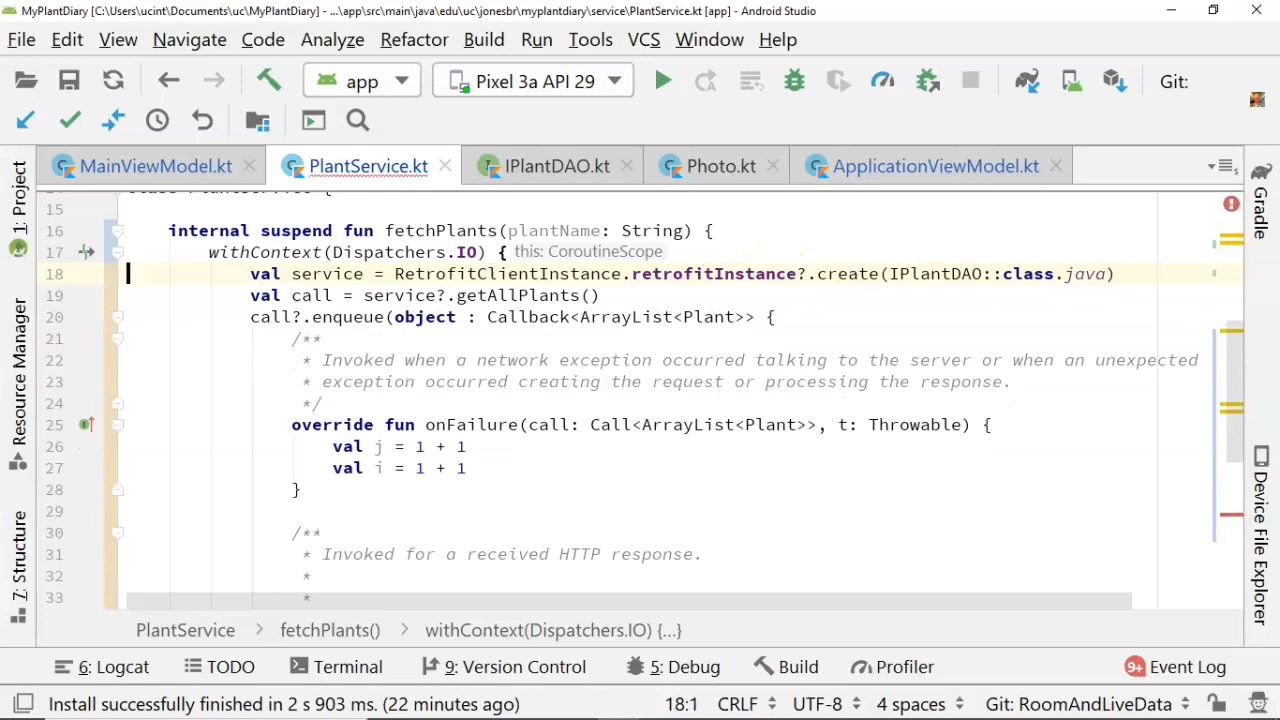 MyPlantDiary [C:\Users\ucint\Documents\uc\MyPlantDiary] - ...\app\src\main\java\edu\uc\jonesbr\myplantdiary\service\PlantService.kt [app] - Android Studio
File Edit View Navigate Code Analyze Refactor Build Run Tools VCS Window Help
app Pixel 3a API 29 Git:
MainViewModel.kt PlantService.kt IPlantDAO.kt Photo.kt ApplicationViewModel.kt
1: Project
Resource Manager
7: Structure
15
16 internal suspend fun fetchPlants(plantName: String) {
17 withContext(Dispatchers.IO) { this: CoroutineScope
18 val service = RetrofitClientInstance.retrofitInstance?.create(IPlantDAO::class.java)
19 val call = service?.getAllPlants()
20 call?.enqueue(object : Callback<ArrayList<Plant>> {
21 /**
22 * Invoked when a network exception occurred talking to the server or when an unexpected
23 * exception occurred creating the request or processing the response.
24 */
25 override fun onFailure(call: Call<ArrayList<Plant>>, t: Throwable) {
26 val j = 1 + 1
27 val i = 1 + 1
28 }
29
30 /**
31 * Invoked for a received HTTP response.
32 *
33 *
Gradle
Device File Explorer
PlantService > fetchPlants() > withContext(Dispatchers.IO) {...}
6: Logcat TODO Terminal 9: Version Control 5: Debug Build Profiler 9+ Event Log
Install successfully finished in 2 s 903 ms. (22 minutes ago) 18:1 CRLF UTF-8 4 spaces Git: RoomAndLiveData